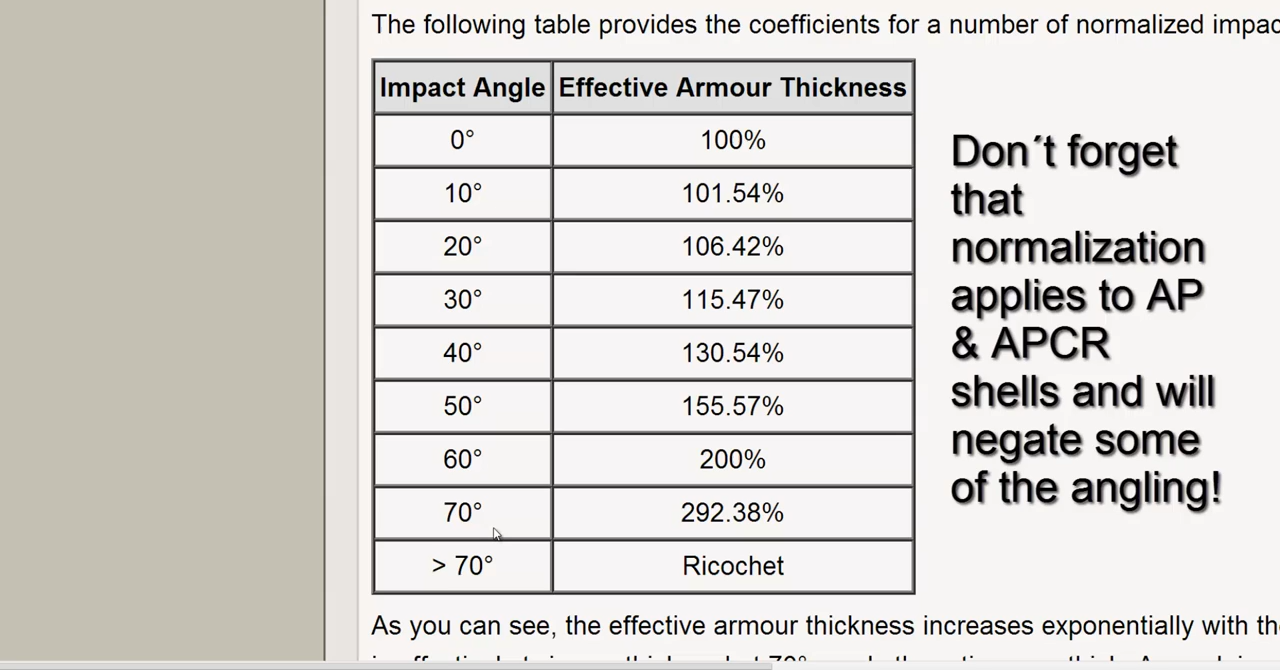 The following table provides the coefficients for a number of normalized impac
Impact Angle Effective Armour Thickness
0° 100%
10° 101.54%
20° 106.42%
30° 115.47%
40° 130.54%
50° 155.57%
60° 200%
70° 292.38%
> 70° Ricochet
Don´t forget
that
normalization
applies to AP
& APCR
shells and will
negate some
of the angling!
As you can see, the effective armour thickness increases exponentially with the